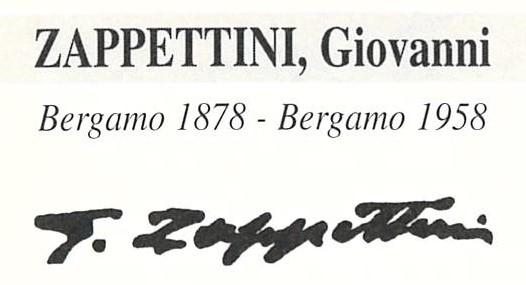 ZAPPETTINI, Giovanni
Bergamo 1878 - Bergamo 1958
G. Zappettini